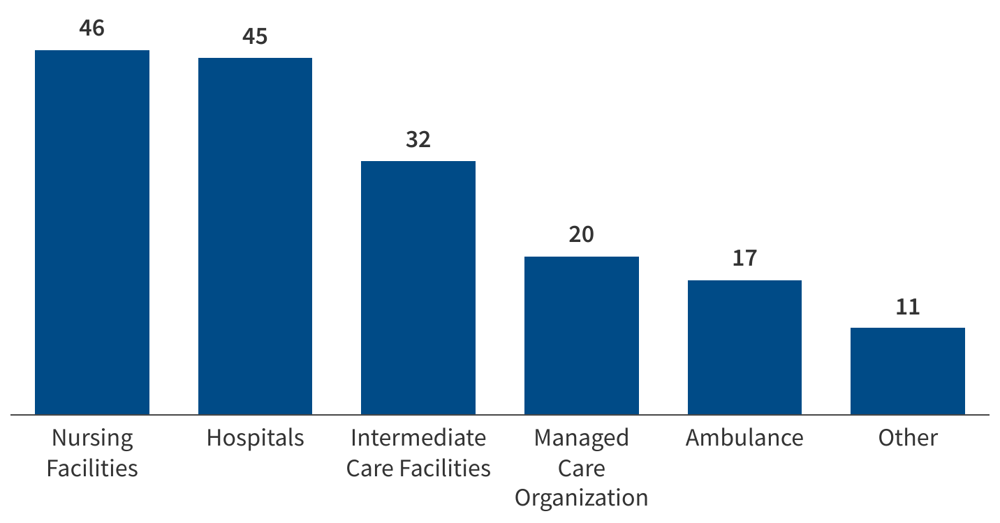 46
45
32
20
17
11
Nursing
Facilities
Hospitals
Intermediate
Care Facilities
Managed
Care
Organization
Ambulance
Other